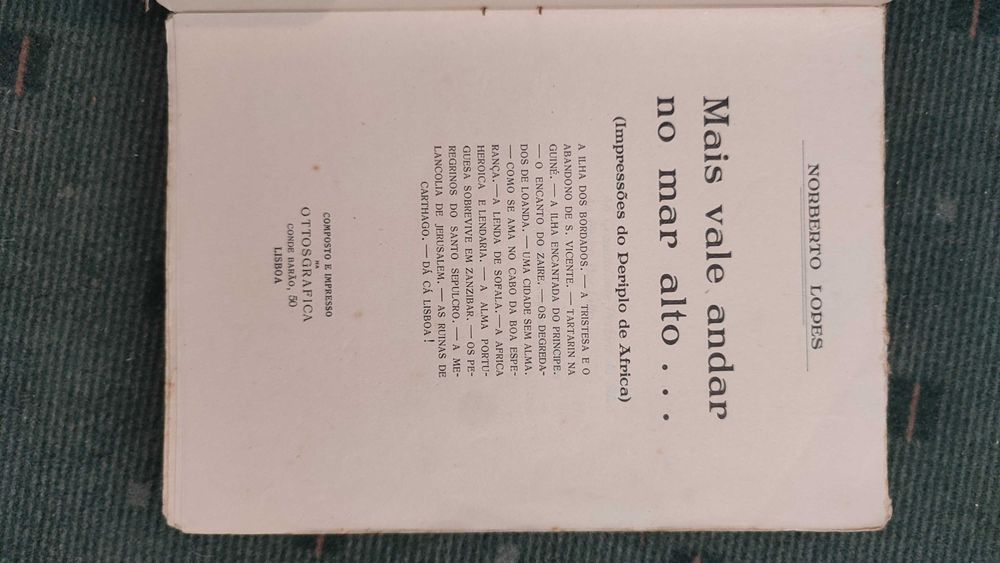 NORBERTO LOPES
Mais vale andar
no mar alto . . .
(Impressões do Periplo de Africa)
A ILHA DOS BORDADOS. — A TRISTESA E O
ABANDONO DE S. VICENTE. — TARTARIN NA
GUINÉ. — A ILHA ENCANTADA DO PRINCIPE.
— O ENCANTO DO ZAIRE. — OS DEGREDA-
DOS DE LOANDA. — UMA CIDADE SEM ALMA.
— COMO SE AMA NO CABO DA BOA ESPE-
RANÇA. — A LENDA DE SOFALA. — A AFRICA
HEROICA E LENDARIA. — A ALMA PORTU-
GUESA SOBREVIVE EM ZANZIBAR. — OS PE-
REGRINOS DO SANTO SEPULCRO. — A ME-
LANCOLIA DE JERUSALEM. — AS RUINAS DE
CARTHAGO. — DÁ CÁ LISBOA!
COMPOSTO E IMPRESSO
NA
OTTOSGRAFICA
CONDE BARÃO, 50
LISBOA